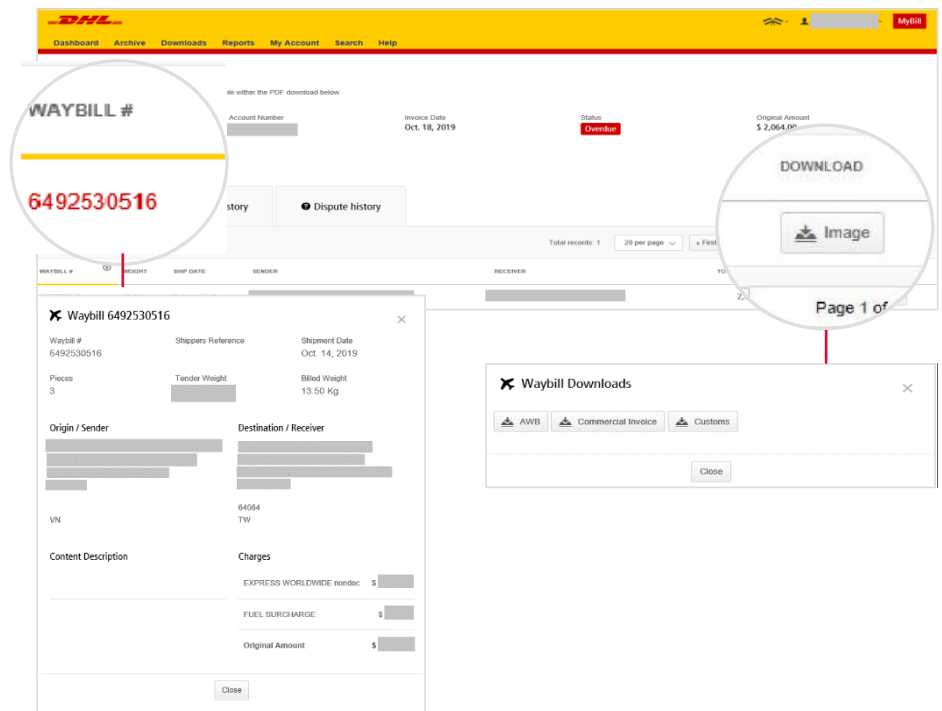 DHL
MyBill
Dashboard Archive Downloads Reports My Account Search Help
le within the PDF download below.
WAYBILL #
6492530516
Account Number
Invoice Date
Oct. 18, 2019
Status
Overdue
Original Amount
$ 2,064.00
DOWNLOAD
Image
Page 1 of
story
Dispute history
Total records: 1 20 per page « First
WAYBILL # WEIGHT SHIP DATE SENDER RECEIVER TO
2,
Waybill 6492530516
Waybill # Shippers Reference Shipment Date
6492530516 Oct. 14, 2019
Pieces Tender Weight Billed Weight
3 13.50 Kg
Origin / Sender Destination / Receiver
64064
VN TW
Content Description Charges
EXPRESS WORLDWIDE nondoc $
FUEL SURCHARGE $
Original Amount $
Close
Waybill Downloads
AWB Commercial Invoice Customs
Close